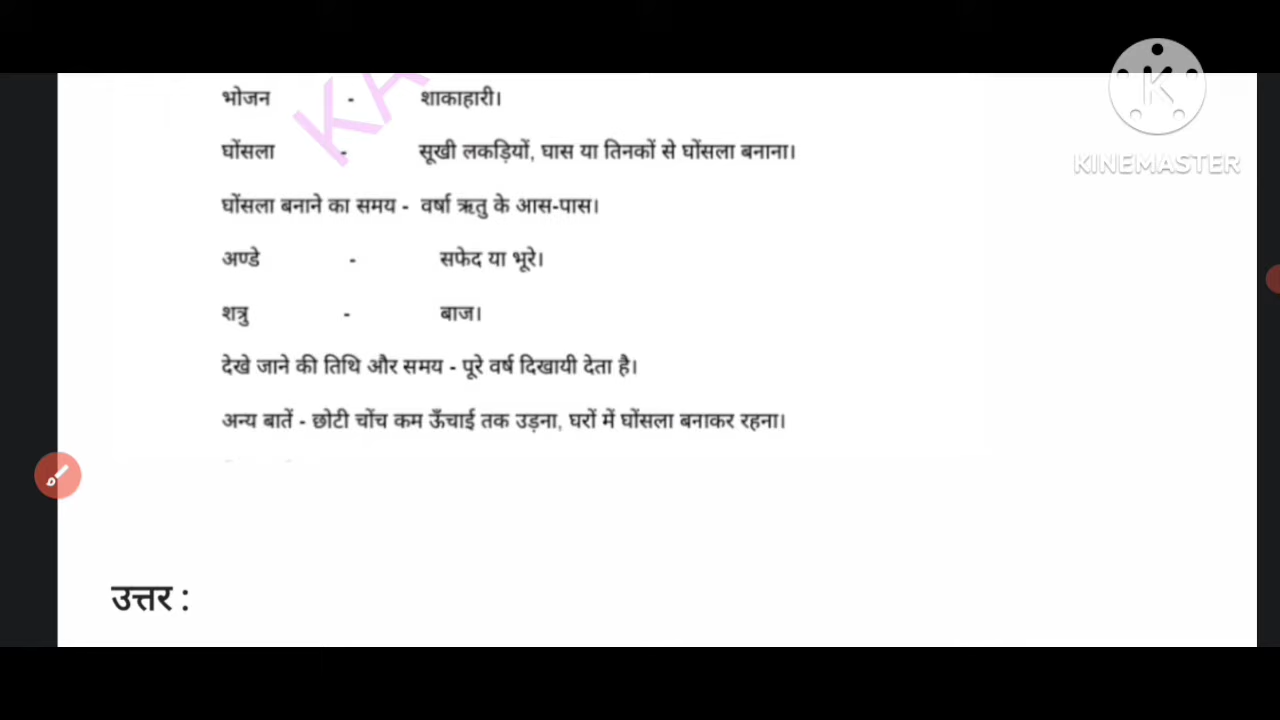 भोजन - शाकाहारी।
घोंसला - सूखी लकड़ियों, घास या तिनकों से घोंसला बनाना।
घोंसला बनाने का समय - वर्षा ऋतु के आस-पास।
अण्डे - सफेद या भूरे।
शत्रु - बाज।
देखे जाने की तिथि और समय - पूरे वर्ष दिखायी देता है।
अन्य बातें - छोटी चोंच कम ऊँचाई तक उड़ना, घरों में घोंसला बनाकर रहना।
उत्तर :
KA
K
KINEMASTER